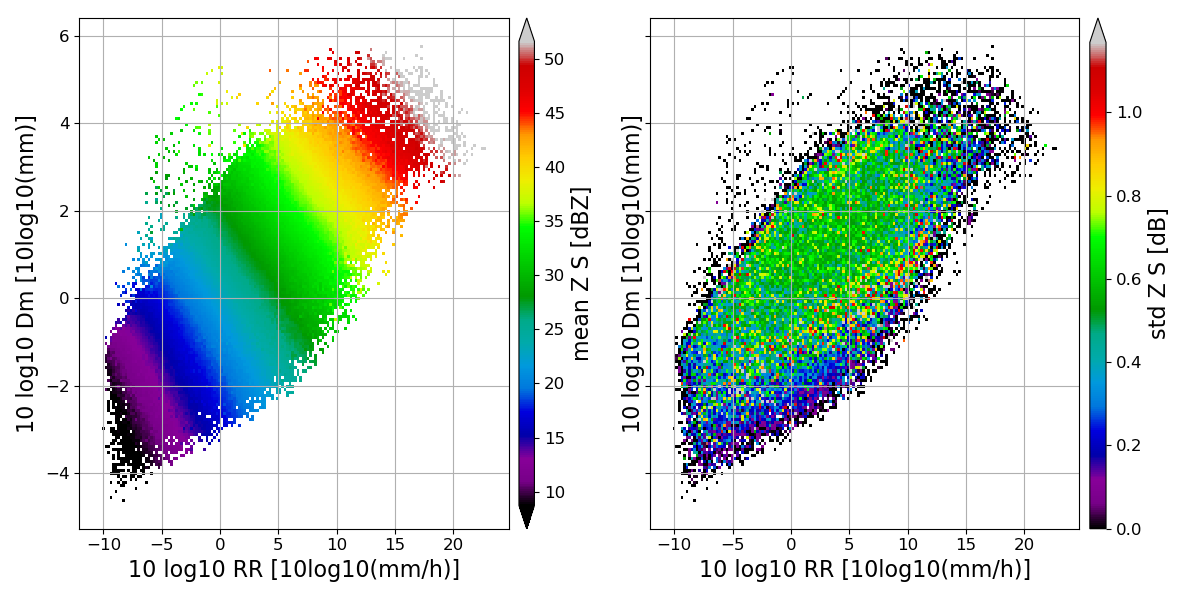 6
4
2
0
−2
−4
10 log10 Dm [10log10(mm)]
−10 −5 0 5 10 15 20
10 log10 RR [10log10(mm/h)]
50
45
40
35
30
25
20
15
10
mean Z S [dBZ]
10 log10 Dm [10log10(mm)]
−10 −5 0 5 10 15 20
10 log10 RR [10log10(mm/h)]
1.0
0.8
0.6
0.4
0.2
0.0
std Z S [dB]